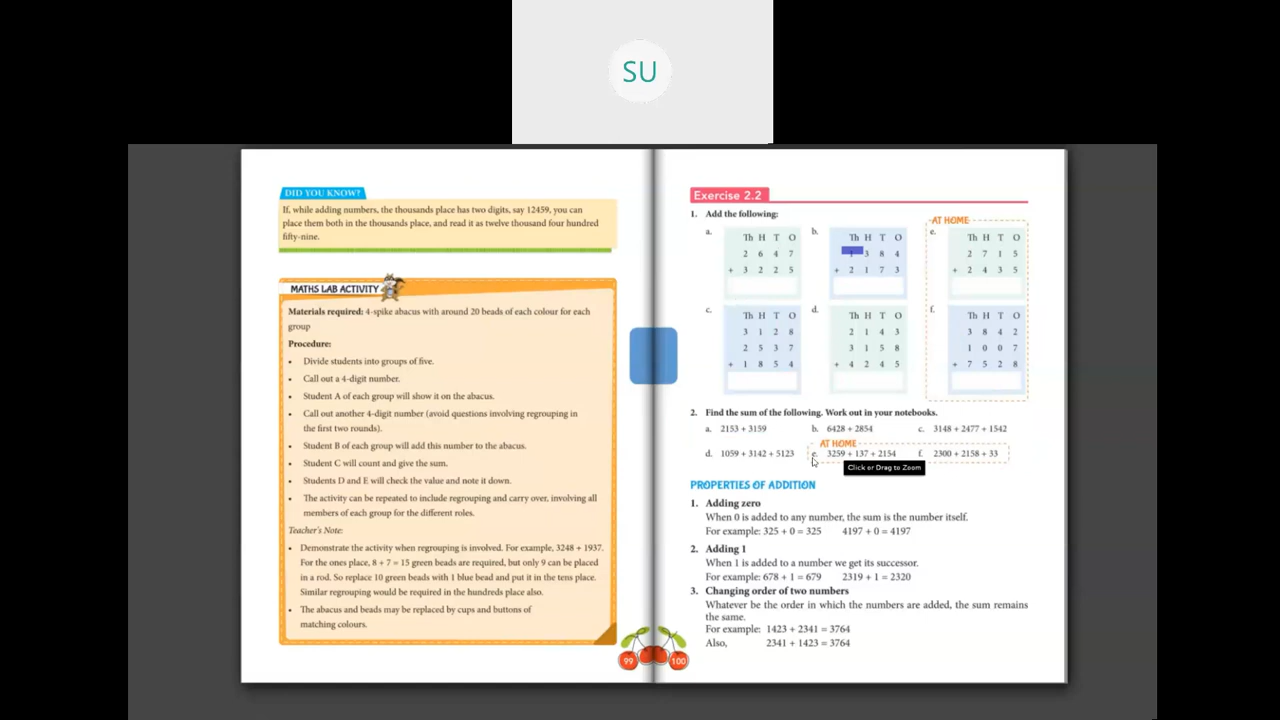 SU
DID YOU KNOW?
If, while adding numbers, the thousands place has two digits, say 12459, you can
place them both in the thousands place, and read it as twelve thousand four hundred
fifty-nine.
MATHS LAB ACTIVITY
Materials required: 4-spike abacus with around 20 beads of each colour for each
group
Procedure:
• Divide students into groups of five.
• Call out a 4-digit number.
• Student A of each group will show it on the abacus.
• Call out another 4-digit number (avoid questions involving regrouping in
the first two rounds).
• Student B of each group will add this number to the abacus.
• Student C will count and give the sum.
• Students D and E will check the value and note it down.
• The activity can be repeated to include regrouping and carry over, involving all
members of each group for the different roles.
Teacher's Note:
• Demonstrate the activity when regrouping is involved. For example, 3248 + 1937.
For the ones place, 8 + 7 = 15 green beads are required, but only 9 can be placed
in a rod. So replace 10 green beads with 1 blue bead and put it in the tens place.
Similar regrouping would be required in the hundreds place also.
• The abacus and beads may be replaced by cups and buttons of
matching colours.
99
Exercise 2.2
1. Add the following:
a.
Th H T O
2 6 4 7
+ 3 2 2 5
b.
Th H T O
1 3 8 4
+ 2 1 7 3
AT HOME
e.
Th H T O
2 7 1 5
+ 2 4 3 5
c.
Th H T O
3 1 2 8
2 5 3 7
+ 1 8 5 4
d.
Th H T O
2 1 4 3
3 1 5 8
+ 4 2 4 5
f.
Th H T O
3 8 4 2
1 0 0 7
+ 7 5 2 8
2. Find the sum of the following. Work out in your notebooks.
a. 2153 + 3159 b. 6428 + 2854 c. 3148 + 2477 + 1542
AT HOME
d. 1059 + 3142 + 5123 e. 3259 + 137 + 2154 f. 2300 + 2158 + 33
Click or Drag to Zoom
PROPERTIES OF ADDITION
1. Adding zero
When 0 is added to any number, the sum is the number itself.
For example: 325 + 0 = 325 4197 + 0 = 4197
2. Adding 1
When 1 is added to a number we get its successor.
For example: 678 + 1 = 679 2319 + 1 = 2320
3. Changing order of two numbers
Whatever be the order in which the numbers are added, the sum remains
the same.
For example: 1423 + 2341 = 3764
Also, 2341 + 1423 = 3764
100